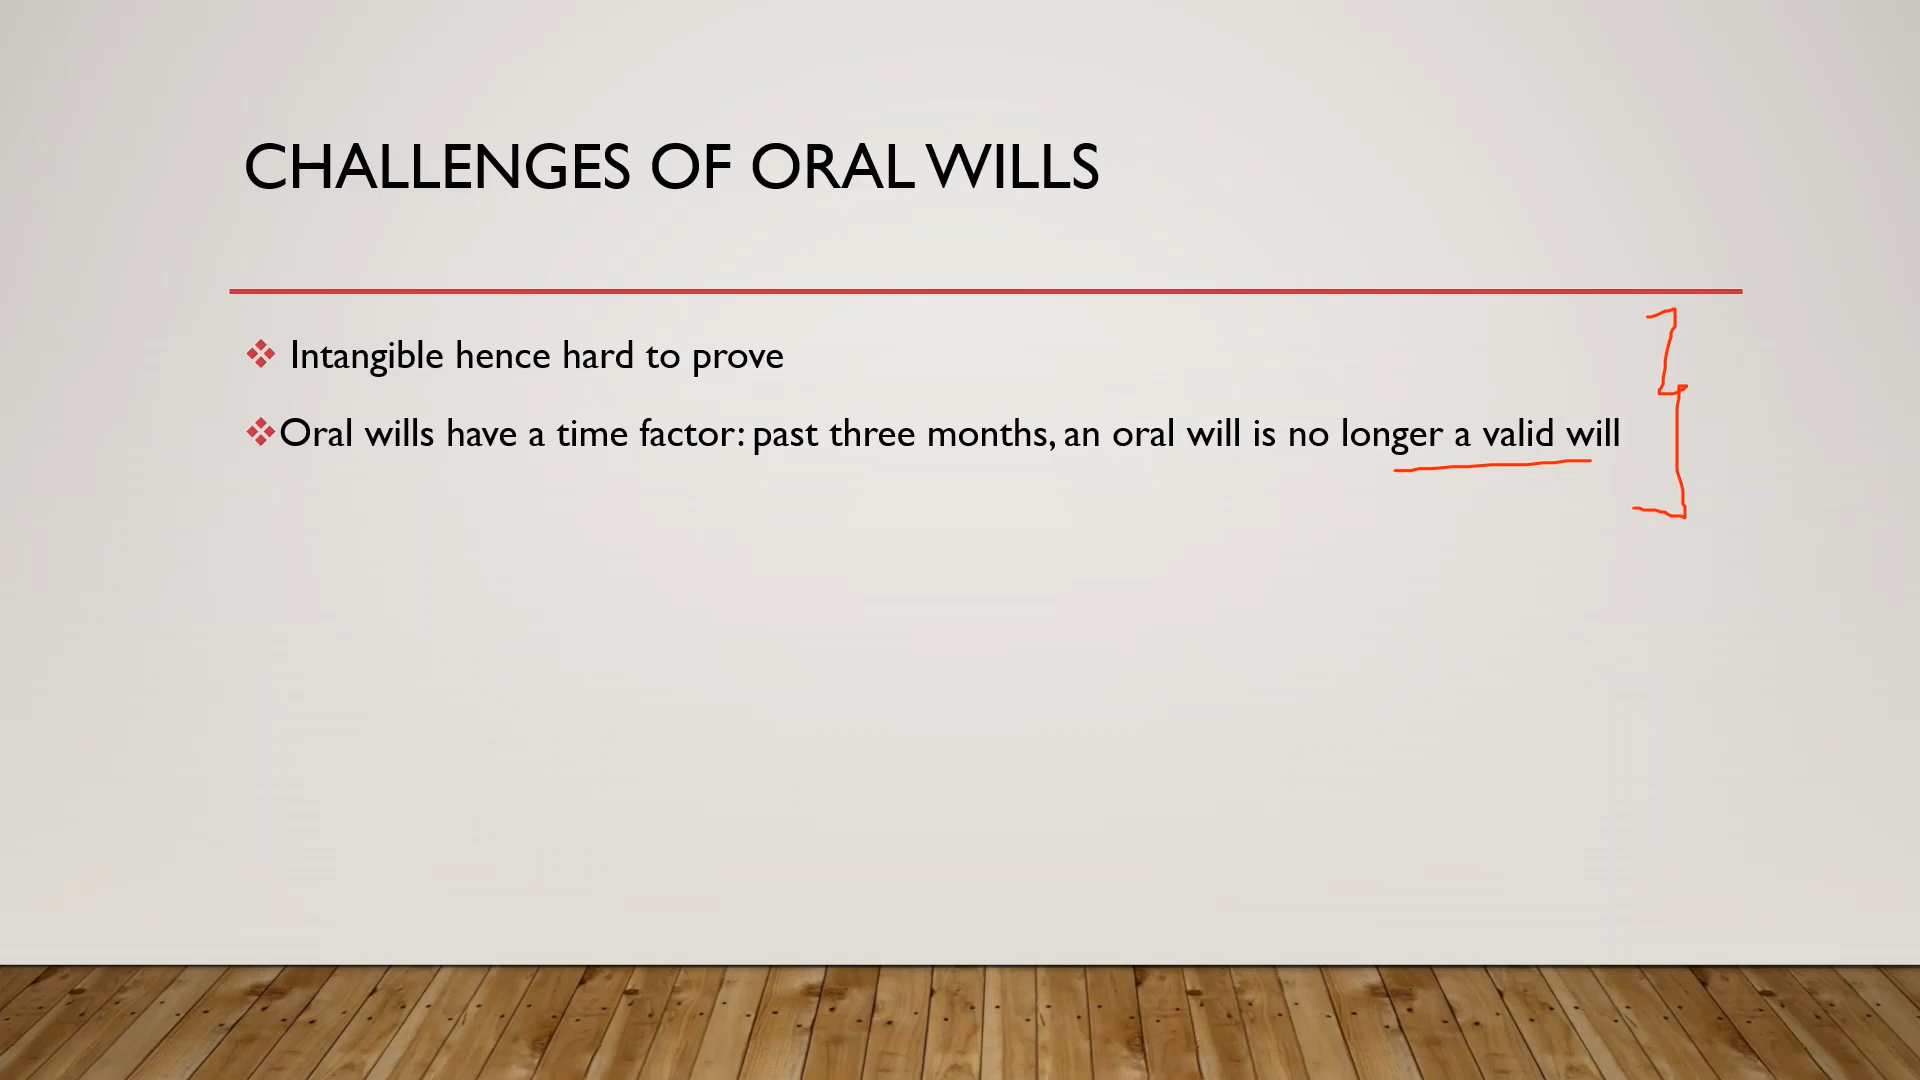 CHALLENGES OF ORAL WILLS
Intangible hence hard to prove
Oral wills have a time factor: past three months, an oral will is no longer a valid will